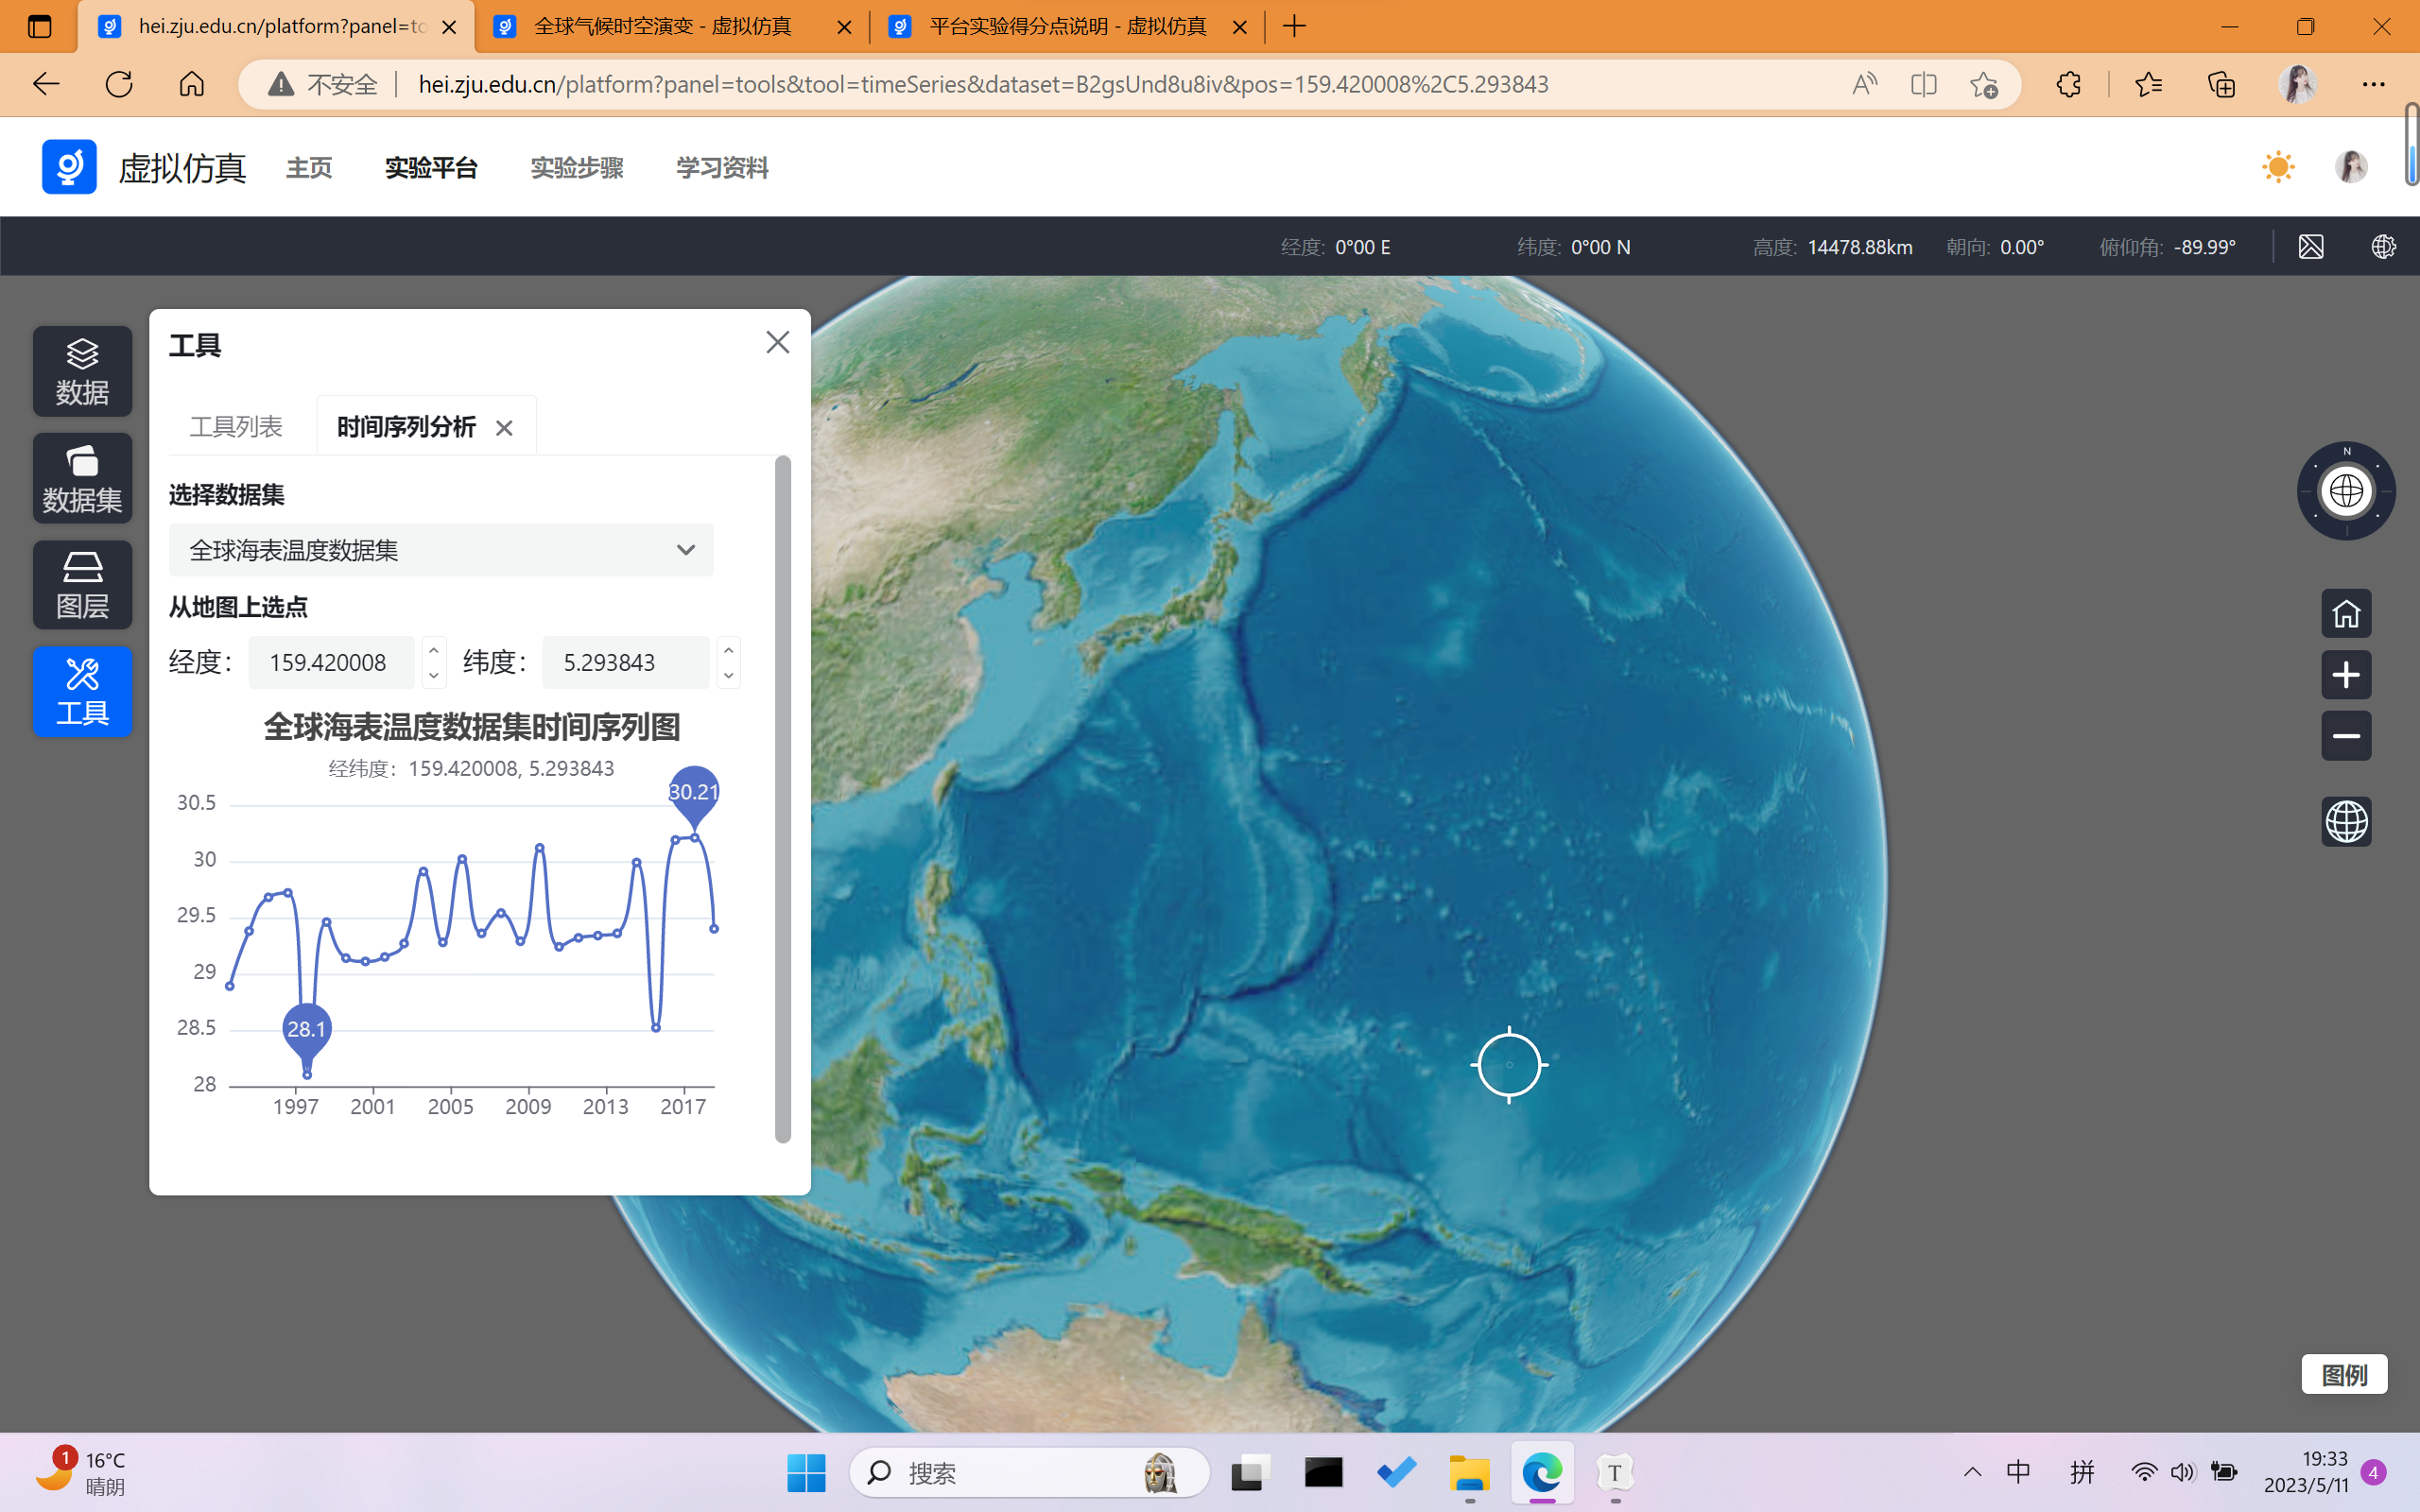 hei.zju.edu.cn/platform?panel=to
全球气候时空演变 - 虚拟仿真
平台实验得分点说明 - 虚拟仿真
不安全
hei.zju.edu.cn/platform?panel=tools&tool=timeSeries&dataset=B2gsUnd8u8iv&pos=159.420008%2C5.293843
虚拟仿真 主页 实验平台 实验步骤 学习资料
经度: 0°00 E 纬度: 0°00 N 高度: 14478.88km 朝向: 0.00° 俯仰角: -89.99°
数据
数据集
图层
工具
工具
工具列表 时间序列分析
选择数据集
全球海表温度数据集
从地图上选点
经度： 159.420008 纬度： 5.293843
全球海表温度数据集时间序列图
经纬度：159.420008, 5.293843
30.21
30.5
30
29.5
29
28.5
28
28.1
1997 2001 2005 2009 2013 2017
N
图例
1
16°C
晴朗
搜索
T
中 拼
19:33
2023/5/11
4